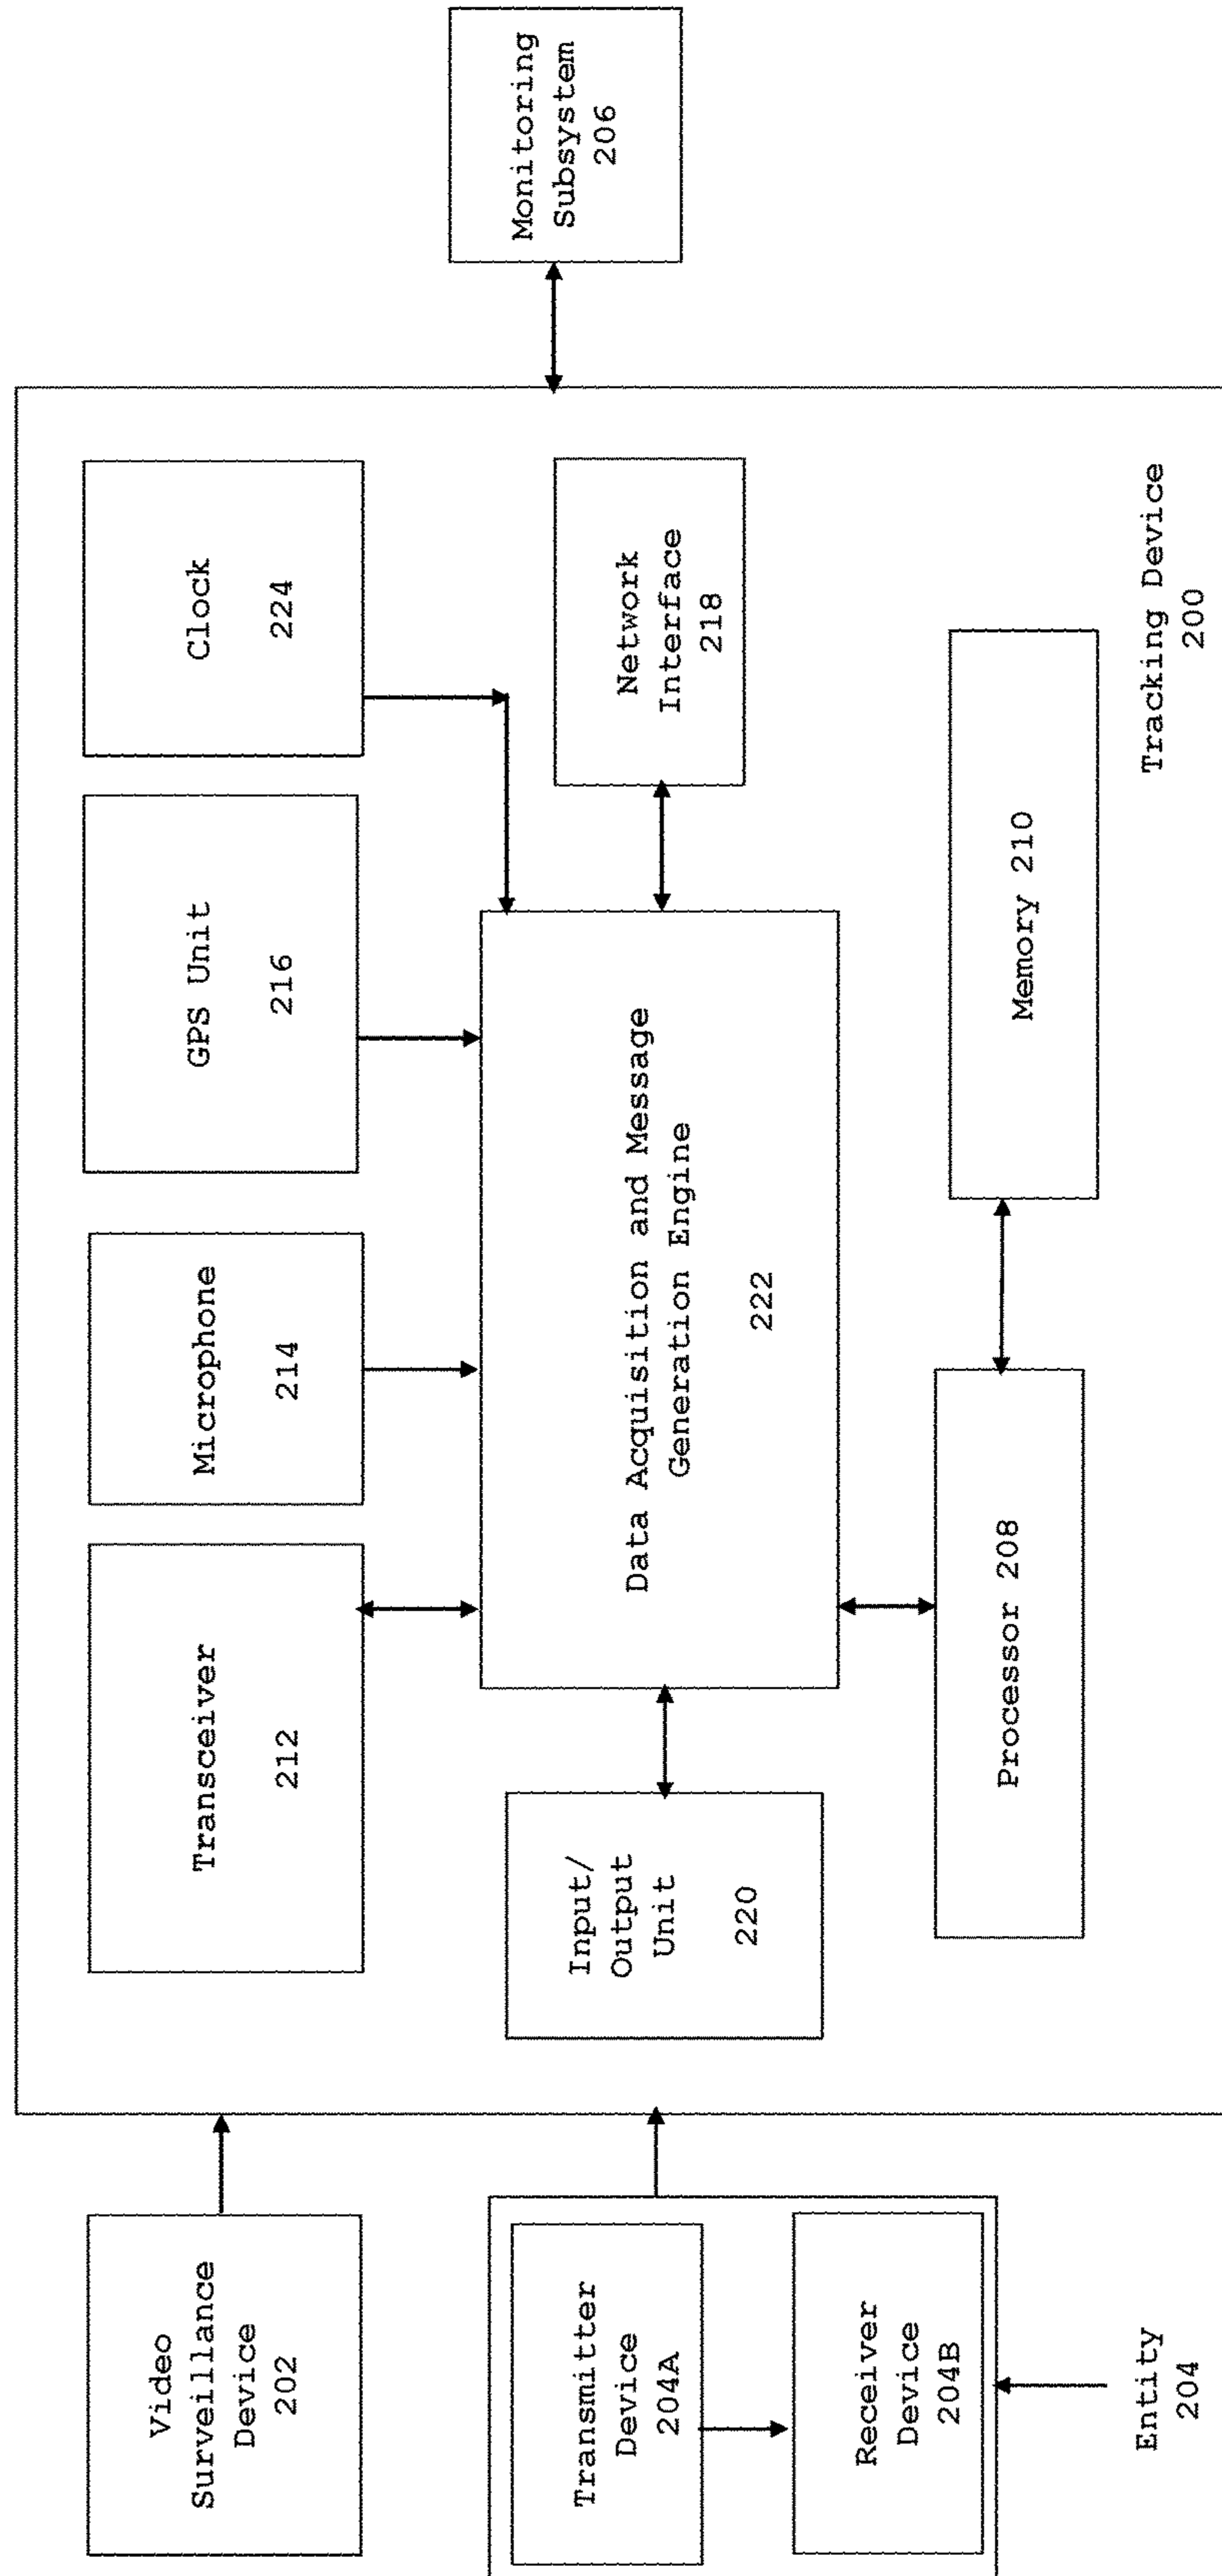 Video
Surveillance
Device
202
Transceiver
212
Microphone
214
GPS Unit
216
Clock
224
Monitoring
Subsystem
206
Transmitter
Device
204A
Receiver
Device
204B
Entity
204
Input/
Output
Unit
220
Data Acquisition and Message
Generation Engine
222
Network
Interface
218
Processor 208
Memory 210
Tracking Device
200